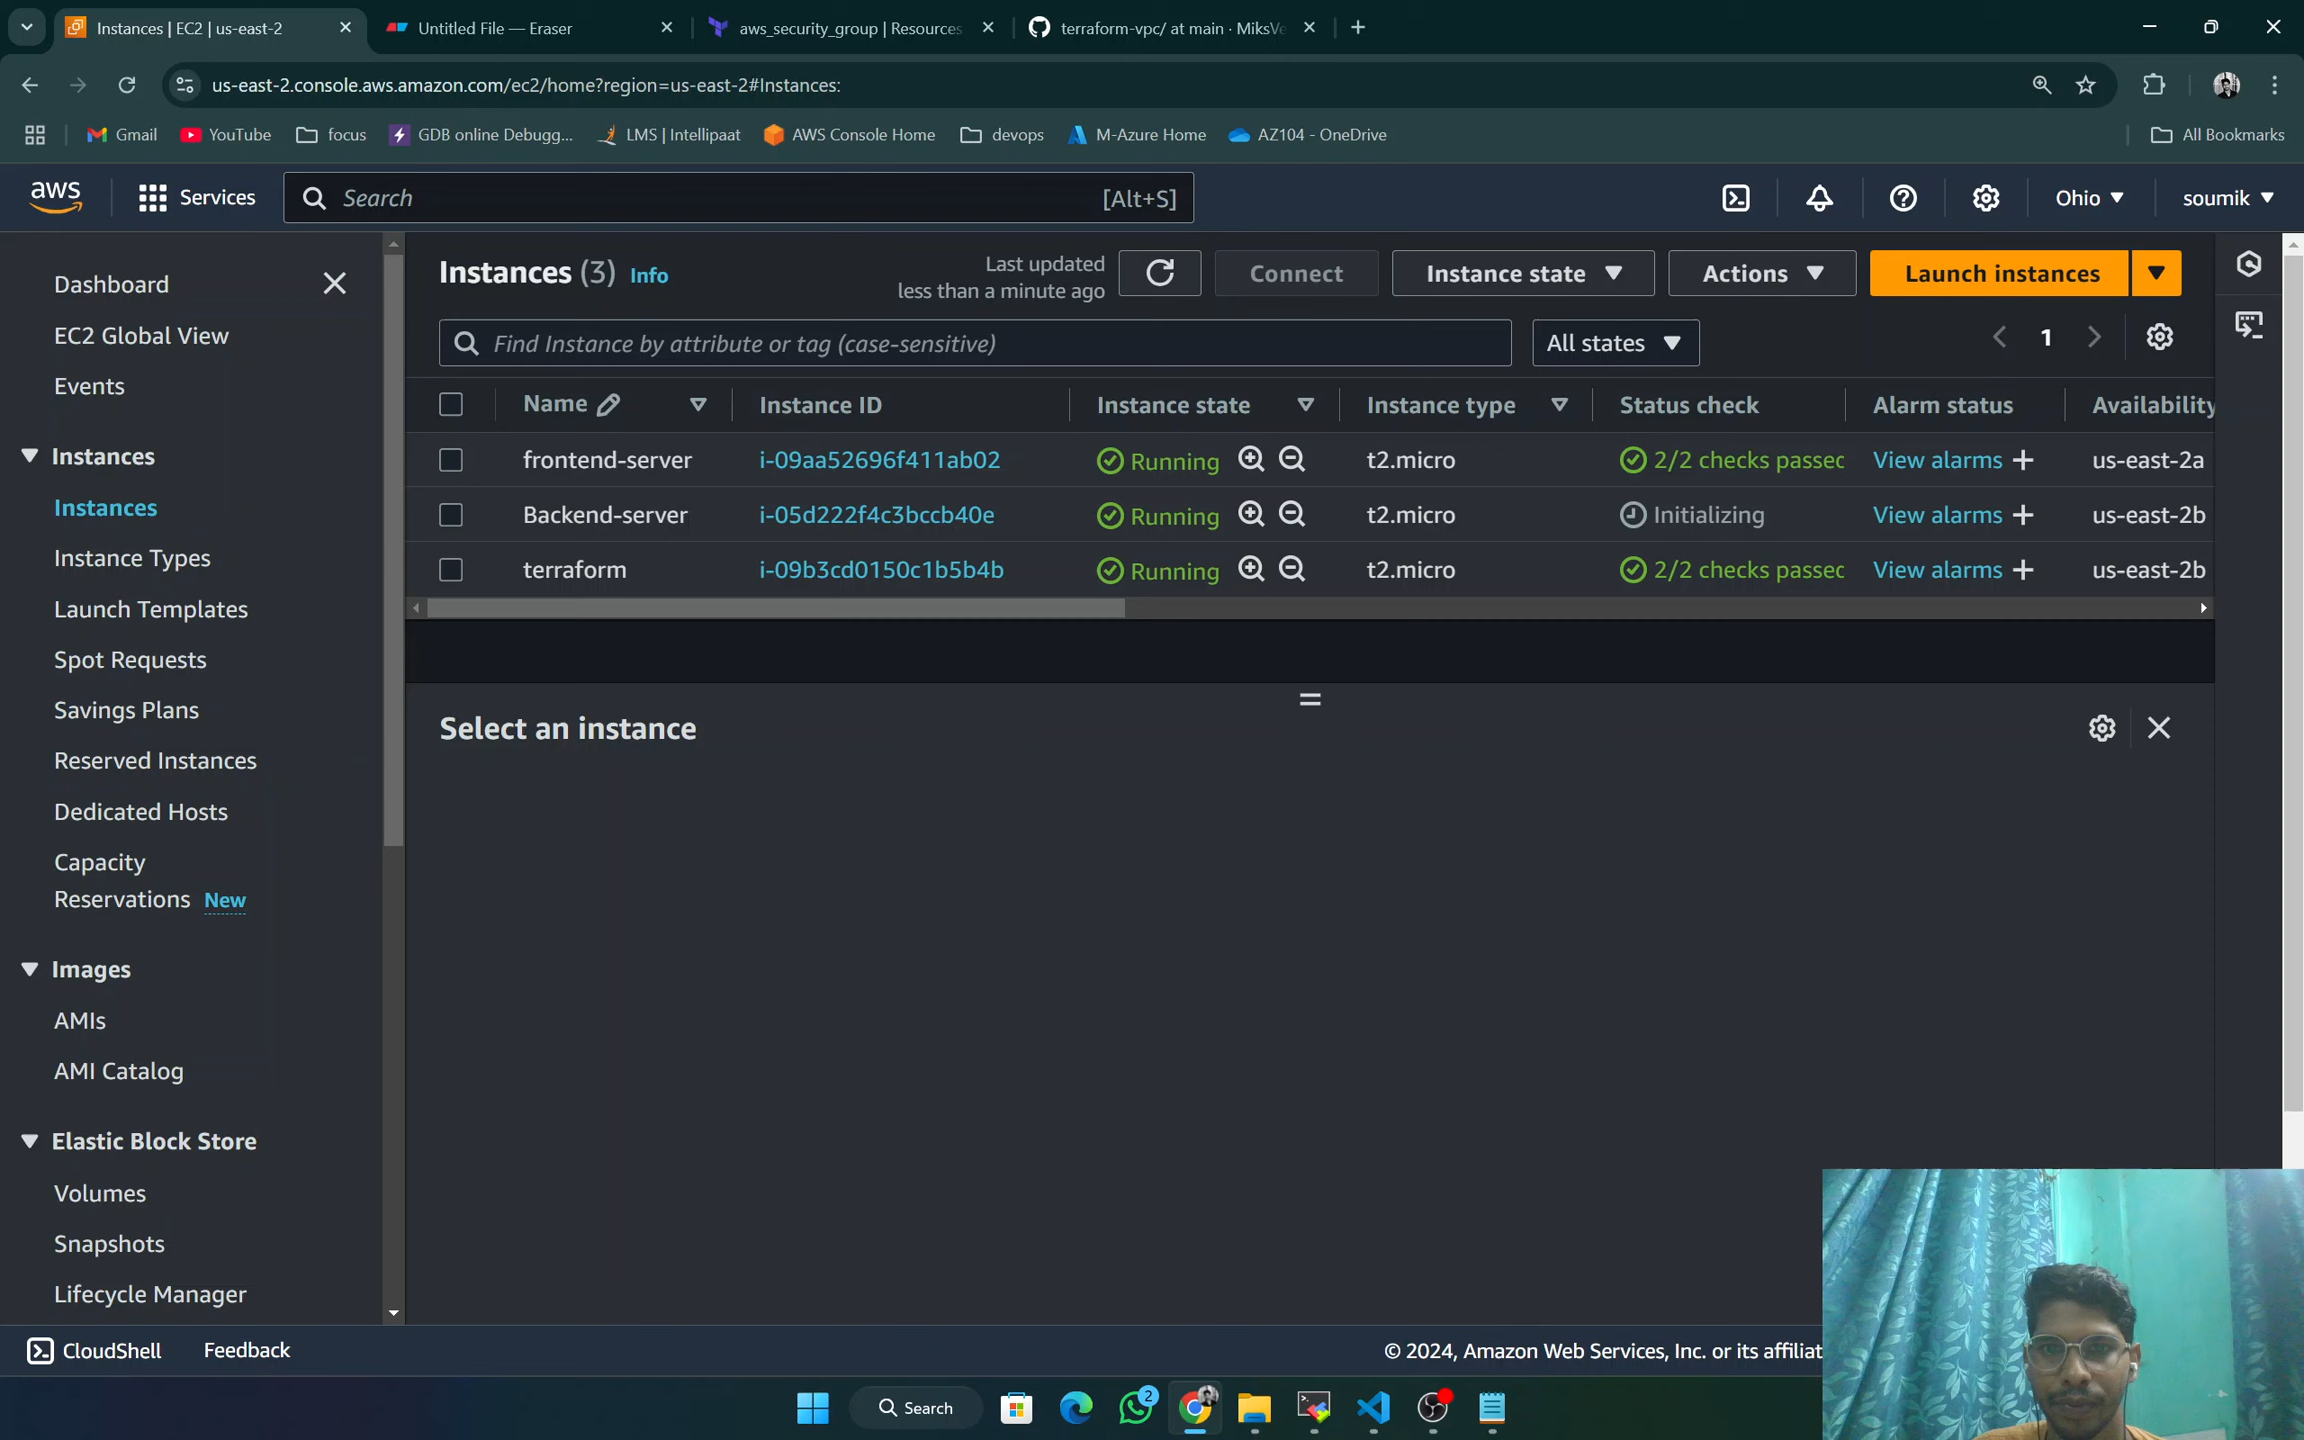 Instances | EC2 | us-east-2
Untitled File — Eraser
aws_security_group | Resources
terraform-vpc/ at main · MiksVe
us-east-2.console.aws.amazon.com/ec2/home?region=us-east-2#Instances:
Gmail
YouTube
focus
GDB online Debugg...
LMS | Intellipaat
AWS Console Home
devops
M-Azure Home
AZ104 - OneDrive
All Bookmarks
aws
Services
Search
[Alt+S]
Ohio
soumik
Dashboard
EC2 Global View
Events
Instances
Instances
Instance Types
Launch Templates
Spot Requests
Savings Plans
Reserved Instances
Dedicated Hosts
Capacity
Reservations New
Images
AMIs
AMI Catalog
Elastic Block Store
Volumes
Snapshots
Lifecycle Manager
Instances (3) Info
Last updated
less than a minute ago
Connect
Instance state
Actions
Launch instances
Find Instance by attribute or tag (case-sensitive)
All states
1
Name Instance ID Instance state Instance type Status check Alarm status Availability
frontend-server i-09aa52696f411ab02 Running t2.micro 2/2 checks passec View alarms + us-east-2a
Backend-server i-05d222f4c3bccb40e Running t2.micro Initializing View alarms + us-east-2b
terraform i-09b3cd0150c1b5b4b Running t2.micro 2/2 checks passec View alarms + us-east-2b
Select an instance
CloudShell
Feedback
© 2024, Amazon Web Services, Inc. or its affiliat
Search
2